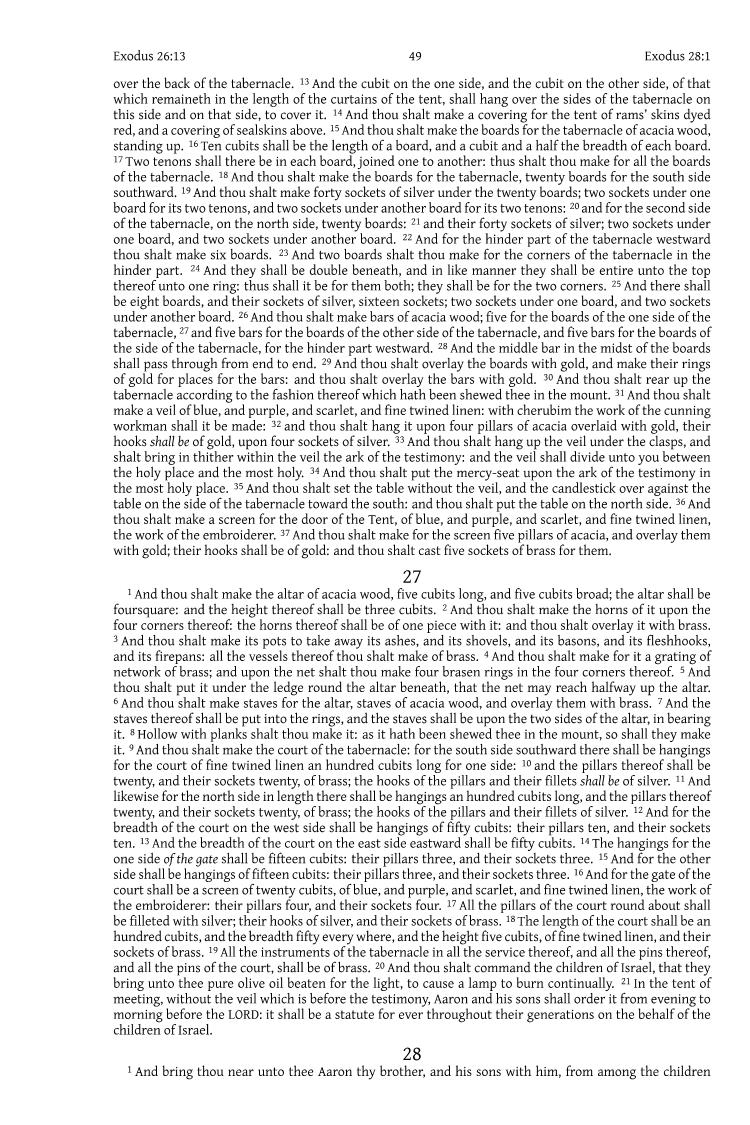 Exodus 26:13 49 Exodus 28:1
over the back of the tabernacle. 13 And the cubit on the one side, and the cubit on the other side, of that
which remaineth in the length of the curtains of the tent, shall hang over the sides of the tabernacle on
this side and on that side, to cover it. 14 And thou shalt make a covering for the tent of rams’ skins dyed
red, and a covering of sealskins above. 15 And thou shalt make the boards for the tabernacle of acacia wood,
standing up. 16 Ten cubits shall be the length of a board, and a cubit and a half the breadth of each board.
17 Two tenons shall there be in each board, joined one to another: thus shalt thou make for all the boards
of the tabernacle. 18 And thou shalt make the boards for the tabernacle, twenty boards for the south side
southward. 19 And thou shalt make forty sockets of silver under the twenty boards; two sockets under one
board for its two tenons, and two sockets under another board for its two tenons: 20 and for the second side
of the tabernacle, on the north side, twenty boards: 21 and their forty sockets of silver; two sockets under
one board, and two sockets under another board. 22 And for the hinder part of the tabernacle westward
thou shalt make six boards. 23 And two boards shalt thou make for the corners of the tabernacle in the
hinder part. 24 And they shall be double beneath, and in like manner they shall be entire unto the top
thereof unto one ring: thus shall it be for them both; they shall be for the two corners. 25 And there shall
be eight boards, and their sockets of silver, sixteen sockets; two sockets under one board, and two sockets
under another board. 26 And thou shalt make bars of acacia wood; five for the boards of the one side of the
tabernacle, 27 and five bars for the boards of the other side of the tabernacle, and five bars for the boards of
the side of the tabernacle, for the hinder part westward. 28 And the middle bar in the midst of the boards
shall pass through from end to end. 29 And thou shalt overlay the boards with gold, and make their rings
of gold for places for the bars: and thou shalt overlay the bars with gold. 30 And thou shalt rear up the
tabernacle according to the fashion thereof which hath been shewed thee in the mount. 31 And thou shalt
make a veil of blue, and purple, and scarlet, and fine twined linen: with cherubim the work of the cunning
workman shall it be made: 32 and thou shalt hang it upon four pillars of acacia overlaid with gold, their
hooks shall be of gold, upon four sockets of silver. 33 And thou shalt hang up the veil under the clasps, and
shalt bring in thither within the veil the ark of the testimony: and the veil shall divide unto you between
the holy place and the most holy. 34 And thou shalt put the mercy-seat upon the ark of the testimony in
the most holy place. 35 And thou shalt set the table without the veil, and the candlestick over against the
table on the side of the tabernacle toward the south: and thou shalt put the table on the north side. 36 And
thou shalt make a screen for the door of the Tent, of blue, and purple, and scarlet, and fine twined linen,
the work of the embroiderer. 37 And thou shalt make for the screen five pillars of acacia, and overlay them
with gold; their hooks shall be of gold: and thou shalt cast five sockets of brass for them.
27
1 And thou shalt make the altar of acacia wood, five cubits long, and five cubits broad; the altar shall be
foursquare: and the height thereof shall be three cubits. 2 And thou shalt make the horns of it upon the
four corners thereof: the horns thereof shall be of one piece with it: and thou shalt overlay it with brass.
3 And thou shalt make its pots to take away its ashes, and its shovels, and its basons, and its fleshhooks,
and its firepans: all the vessels thereof thou shalt make of brass. 4 And thou shalt make for it a grating of
network of brass; and upon the net shalt thou make four brasen rings in the four corners thereof. 5 And
thou shalt put it under the ledge round the altar beneath, that the net may reach halfway up the altar.
6 And thou shalt make staves for the altar, staves of acacia wood, and overlay them with brass. 7 And the
staves thereof shall be put into the rings, and the staves shall be upon the two sides of the altar, in bearing
it. 8 Hollow with planks shalt thou make it: as it hath been shewed thee in the mount, so shall they make
it. 9 And thou shalt make the court of the tabernacle: for the south side southward there shall be hangings
for the court of fine twined linen an hundred cubits long for one side: 10 and the pillars thereof shall be
twenty, and their sockets twenty, of brass; the hooks of the pillars and their fillets shall be of silver. 11 And
likewise for the north side in length there shall be hangings an hundred cubits long, and the pillars thereof
twenty, and their sockets twenty, of brass; the hooks of the pillars and their fillets of silver. 12 And for the
breadth of the court on the west side shall be hangings of fifty cubits: their pillars ten, and their sockets
ten. 13 And the breadth of the court on the east side eastward shall be fifty cubits. 14 The hangings for the
one side of the gate shall be fifteen cubits: their pillars three, and their sockets three. 15 And for the other
side shall be hangings of fifteen cubits: their pillars three, and their sockets three. 16 And for the gate of the
court shall be a screen of twenty cubits, of blue, and purple, and scarlet, and fine twined linen, the work of
the embroiderer: their pillars four, and their sockets four. 17 All the pillars of the court round about shall
be filleted with silver; their hooks of silver, and their sockets of brass. 18 The length of the court shall be an
hundred cubits, and the breadth fifty every where, and the height five cubits, of fine twined linen, and their
sockets of brass. 19 All the instruments of the tabernacle in all the service thereof, and all the pins thereof,
and all the pins of the court, shall be of brass. 20 And thou shalt command the children of Israel, that they
bring unto thee pure olive oil beaten for the light, to cause a lamp to burn continually. 21 In the tent of
meeting, without the veil which is before the testimony, Aaron and his sons shall order it from evening to
morning before the LORD: it shall be a statute for ever throughout their generations on the behalf of the
children of Israel.
28
1 And bring thou near unto thee Aaron thy brother, and his sons with him, from among the children